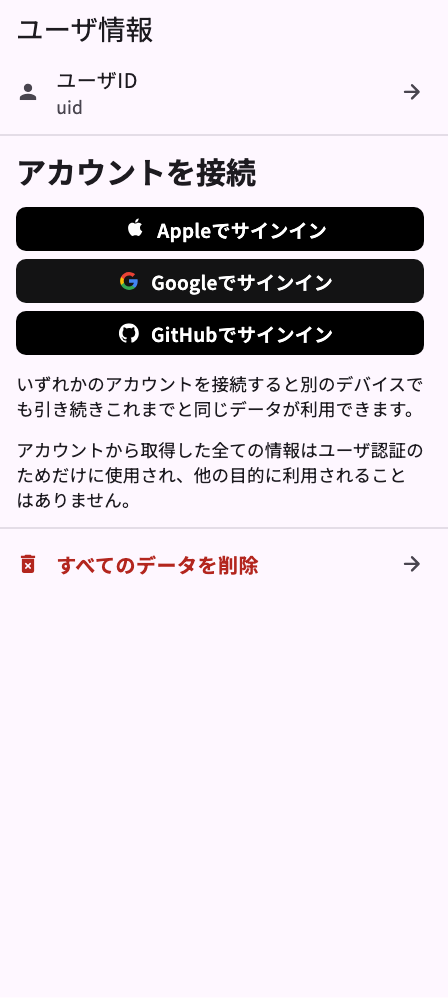 ユーザ情報
ユーザID
uid
アカウントを接続
Appleでサインイン
Googleでサインイン
GitHubでサインイン
いずれかのアカウントを接続すると別のデバイスで
も引き続きこれまでと同じデータが利用できます。
アカウントから取得した全ての情報はユーザ認証の
ためだけに使用され、他の目的に利用されること
はありません。
すべてのデータを削除